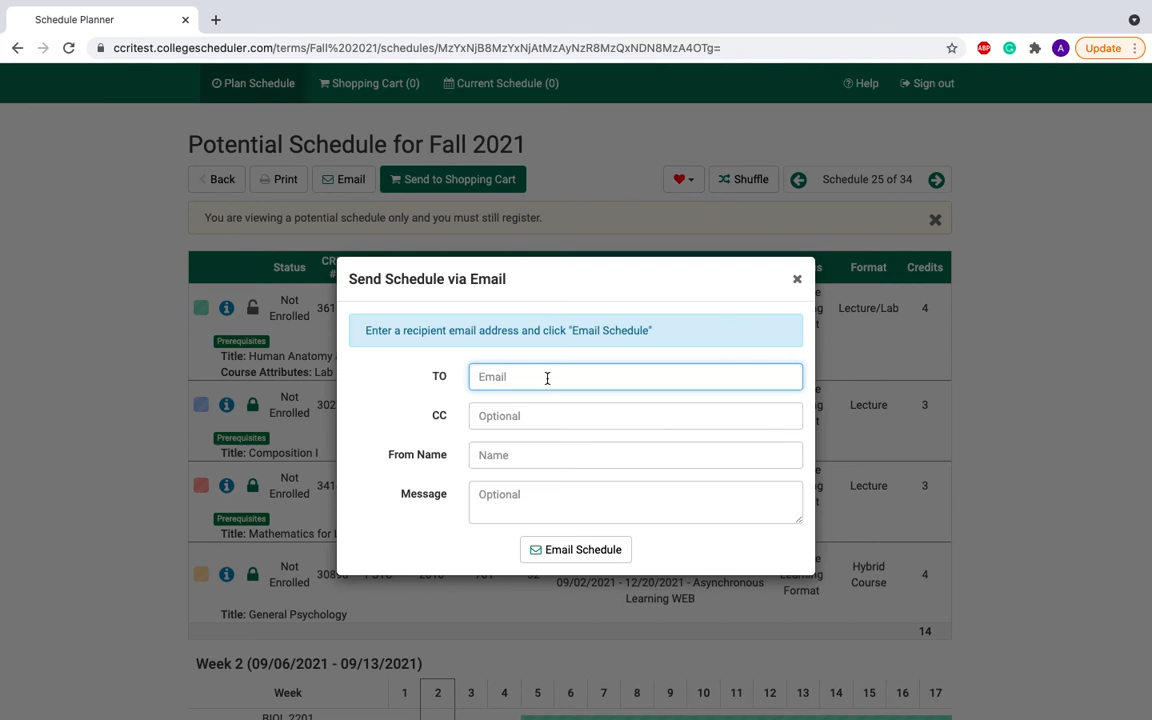 Schedule Planner
ccritest.collegescheduler.com/terms/Fall%202021/schedules/MzYxNjB8MzYxNjAtMzAyNzR8MzQxNDN8MzA4OTg=
ABP
A
Update
Plan Schedule
Shopping Cart (0)
Current Schedule (0)
Help
Sign out
Potential Schedule for Fall 2021
Back
Print
Email
Send to Shopping Cart
Shuffle
Schedule 25 of 34
You are viewing a potential schedule only and you must still register.
Status
Format
Credits
Send Schedule via Email
Enter a recipient email address and click "Email Schedule"
TO
Email
CC
Optional
From Name
Name
Message
Optional
Email Schedule
Not Enrolled
361
Lecture/Lab
4
Prerequisites
Title: Human Anatomy
Course Attributes: Lab
Not Enrolled
302
Lecture
3
Prerequisites
Title: Composition I
Not Enrolled
341
Lecture
3
Prerequisites
Title: Mathematics for
Not Enrolled
09/02/2021 - 12/20/2021 - Asynchronous
Learning WEB
Format
Hybrid
Course
4
Title: General Psychology
14
Week 2 (09/06/2021 - 09/13/2021)
Week 1 2 3 4 5 6 7 8 9 10 11 12 13 14 15 16 17
BIOL 2201